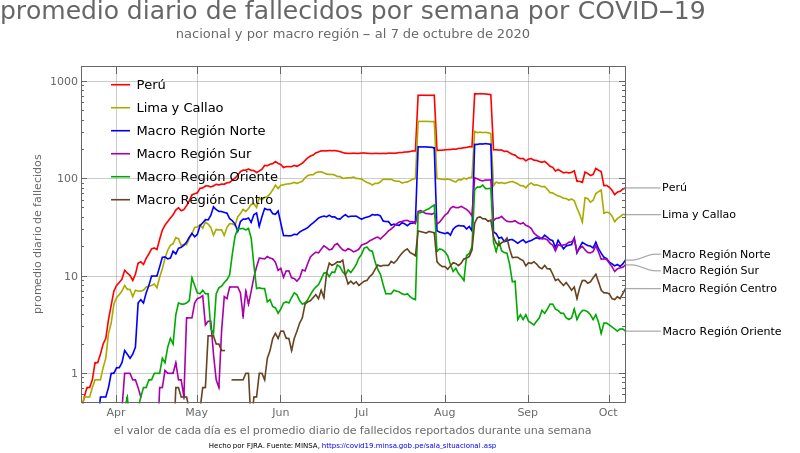 promedio diario de fallecidos por semana por COVID‒19
nacional y por macro región ‒ al 7 de octubre de 2020
promedio diario de fallecidos
1000
100
10
1
Perú
Lima y Callao
Macro Región Norte
Macro Región Sur
Macro Región Oriente
Macro Región Centro
Perú
Lima y Callao
Macro Región Norte
Macro Región Sur
Macro Región Centro
Macro Región Oriente
Apr May Jun Jul Aug Sep Oct
el valor de cada día es el promedio diario de fallecidos reportados durante una semana
Hecho por FJRA. Fuente: MINSA, https://covid19.minsa.gob.pe/sala_situacional .asp